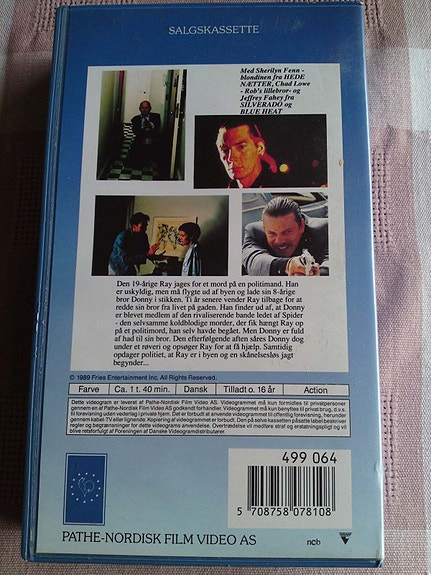 SALGSKASSETTE
Med Sherilyn Fenn -
blondinen fra HEDE
NÆTTER, Chad Lowe
- Rob's lillebror- og
Jeffrey Fahey fra
SILVERADO og
BLUE HEAT
Den 19-årige Ray jages for et mord på en politimand. Han
er uskyldig, men må flygte ud af byen og lade sin 8-årige
bror Donny i stikken. Ti år senere vender Ray tilbage for at
redde sin bror fra livet på gaden. Han finder ud af, at Donny
er blevet medlem af den rivaliserende bande ledet af Spider
- den selvsamme koldblodige morder, der fik hængt Ray op
på et politimord, han selv havde begået. Men Donny er fuld
af had til sin bror. Den efterfølgende aften såres Donny dog
under et røveri og opsøger Ray for at få hjælp. Samtidig
opdager politiet, at Ray er i byen og en skånselsløs jagt
begynder...
© 1989 Fries Entertainment Inc. All Rights Reserved.
Farve Ca. 1 t. 40 min. Dansk Tilladt o. 16 år Action
Dette videogram er leveret af Pathe-Nordisk Film Video AS. Videogrammet må kun formidles til privatpersoner
gennem en af Pathe-Nordisk Film Video AS godkendt forhandler. Videogrammet må kun benyttes til privat brug, d.v.s.
til forevisning uden vederlag i private hjem. Det er forbudt at anvende videogrammet til offentlig forevisning, herunder
gennem kabel-TV eller lignende. Kopiering af videogrammet er forbudt. Den på selve kassetten påsatte label beskriver
regler og begrænsninger for dette videograms anvendelse. Overtrædelse vil medføre straf og erstatningspligt og vil
blive retsforfulgt af Foreningen af Danske Videogramdistributører.
499 064
5 708758 078108
PATHE-NORDISK FILM VIDEO AS
ncb